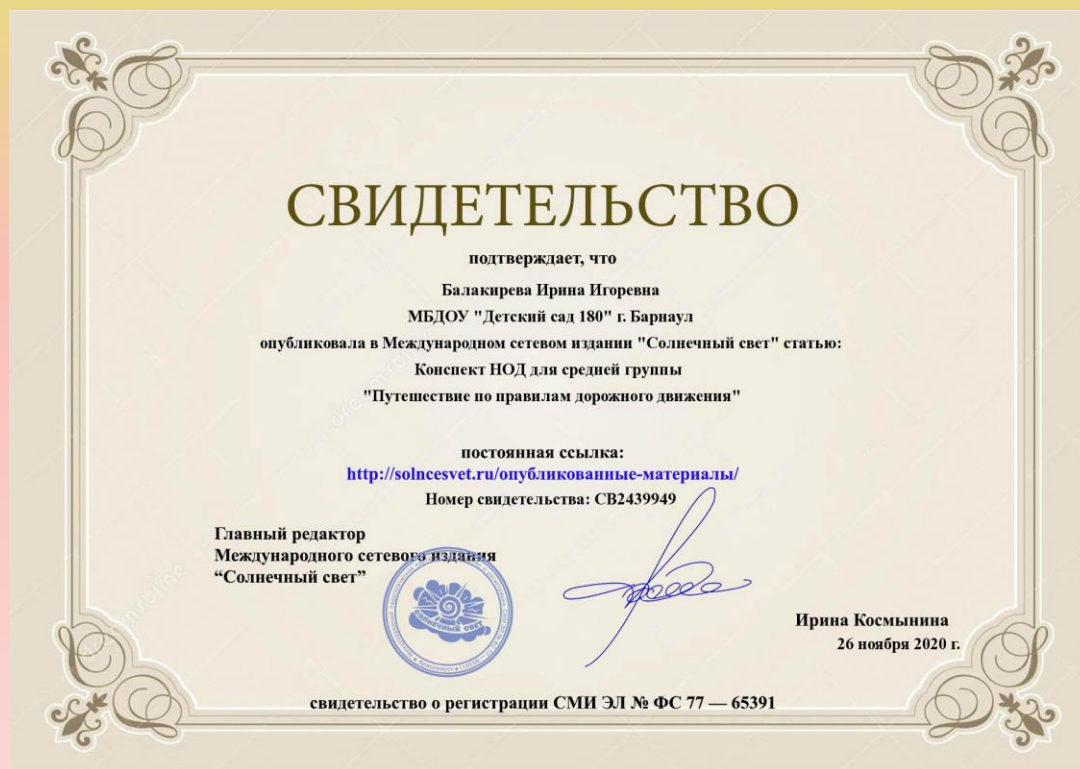 СВИДЕТЕЛЬСТВО
подтверждает, что
Балакирева Ирина Игоревна
МБДОУ "Детский сад 180" г. Барнаул
опубликовала в Международном сетевом издании "Солнечный свет" статью:
Конспект НОД для средней группы
"Путешествие по правилам дорожного движения"
постоянная ссылка:
http://solncesvet.ru/опубликованные-материалы/
Номер свидетельства: СВ2439949
Главный редактор
Международного сетевого издания
“Солнечный свет”
СОЛНЕЧНЫЙ СВЕТ
Ирина Космынина
26 ноября 2020 г.
свидетельство о регистрации СМИ ЭЛ № ФС 77 — 65391